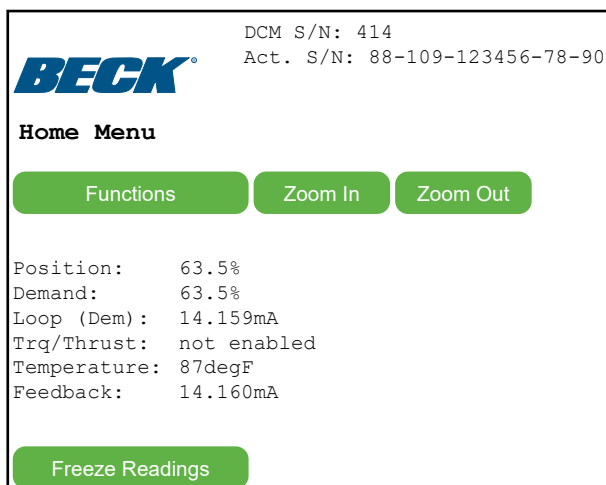 DCM S/N: 414
Act. S/N: 88-109-123456-78-90
BECK®
Home Menu
Functions Zoom In Zoom Out
Position: 63.5%
Demand: 63.5%
Loop (Dem): 14.159mA
Trq/Thrust: not enabled
Temperature: 87degF
Feedback: 14.160mA
Freeze Readings